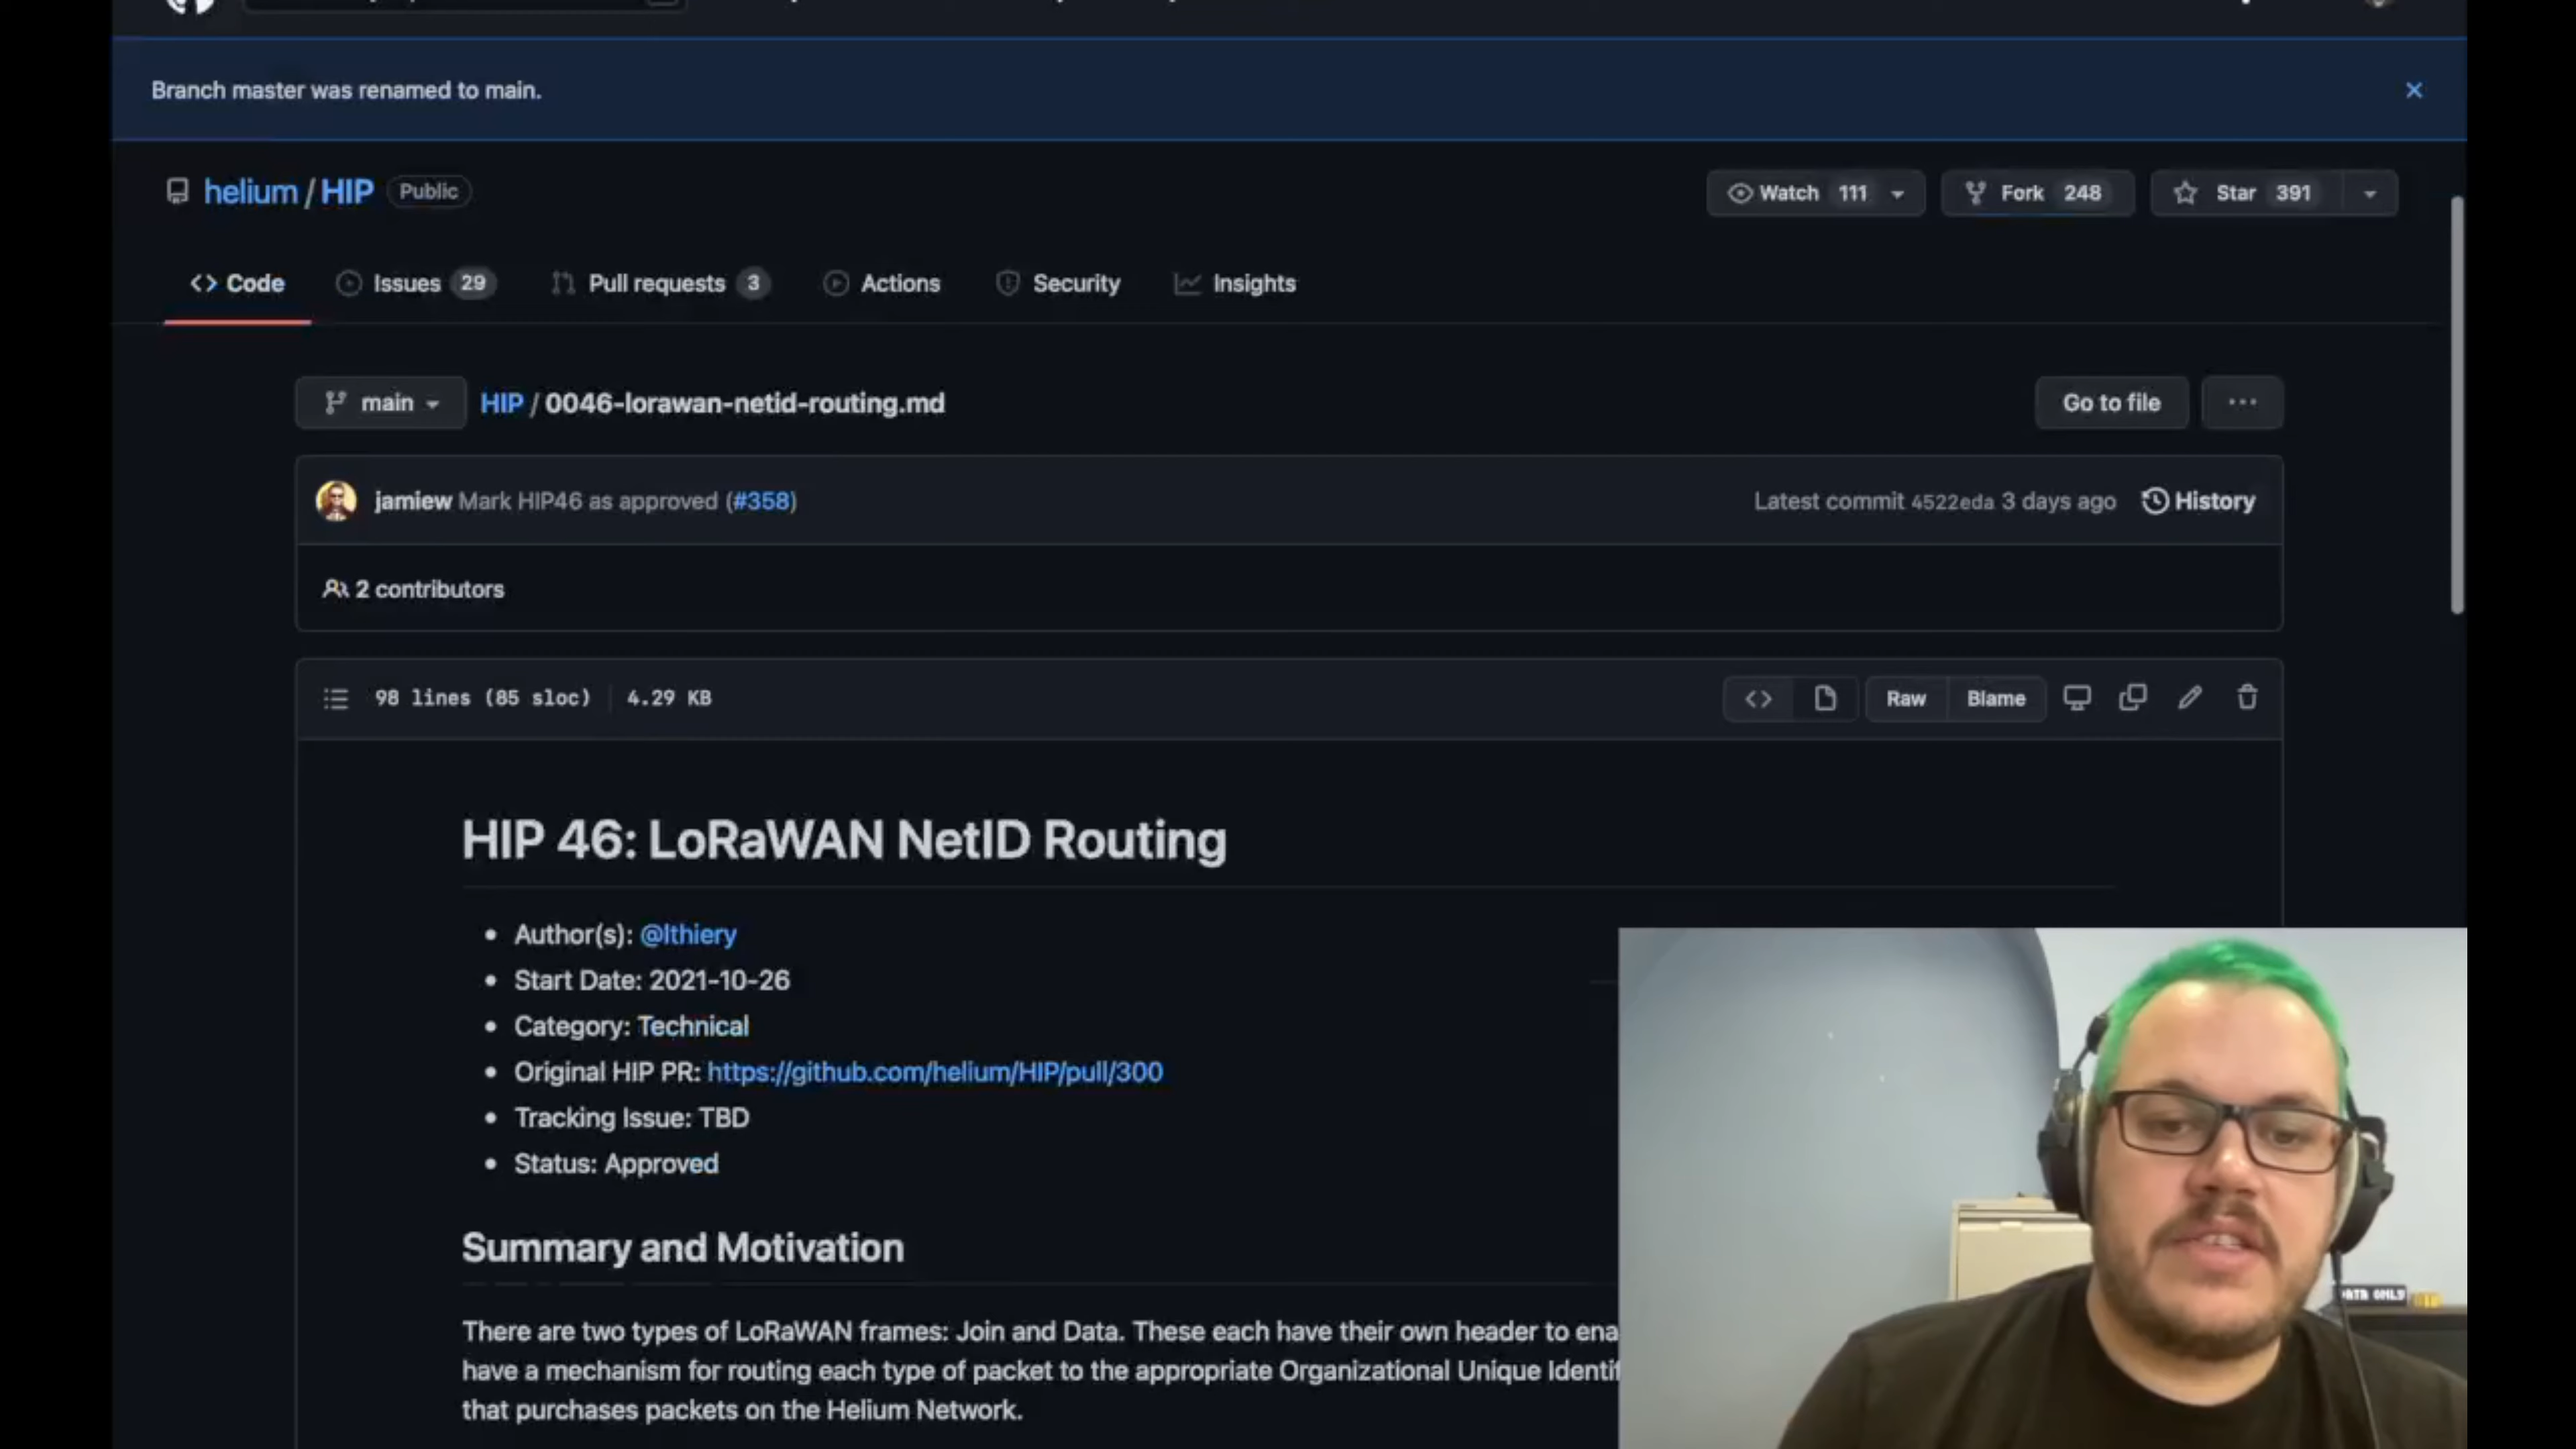 Branch master was renamed to main.
helium / HIP Public
Watch 111 Fork 248 Star 391
Code Issues 29 Pull requests 3 Actions Security Insights
main HIP / 0046-lorawan-netid-routing.md Go to file
jamiew Mark HIP46 as approved (#358) Latest commit 4522eda 3 days ago History
2 contributors
98 lines (85 sloc) 4.29 KB Raw Blame
HIP 46: LoRaWAN NetID Routing
Author(s): @lthiery
Start Date: 2021-10-26
Category: Technical
Original HIP PR: https://github.com/helium/HIP/pull/300
Tracking Issue: TBD
Status: Approved
Summary and Motivation
There are two types of LoRaWAN frames: Join and Data. These each have their own header to ena
have a mechanism for routing each type of packet to the appropriate Organizational Unique Identif
that purchases packets on the Helium Network.
DATA ONLY